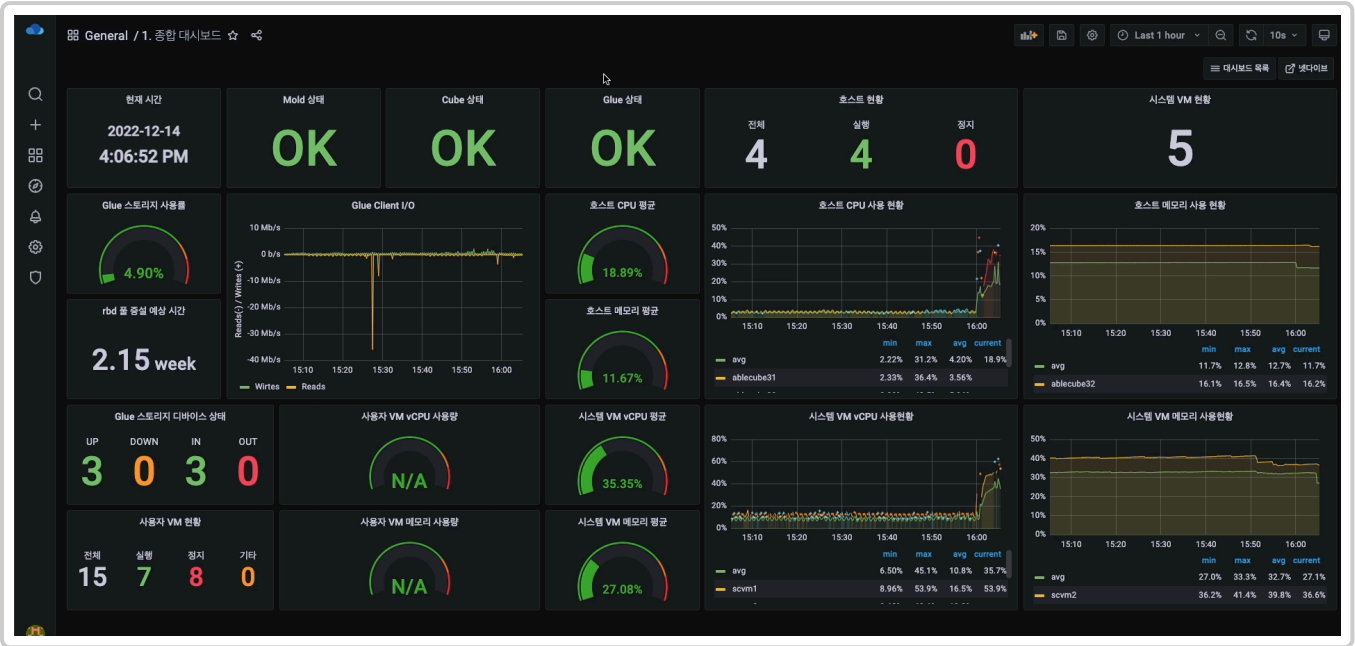 General / 1. 종합 대시보드
Last 1 hour
10s
대시보드 목록
넷다이브
현재 시간
2022-12-14
4:06:52 PM
Mold 상태
OK
Cube 상태
OK
Glue 상태
OK
호스트 현황
전체 실행 정지
4 4 0
시스템 VM 현황
5
Glue 스토리지 사용률
4.90%
rbd 풀 증설 예상 시간
2.15 week
Glue Client I/O
Reads(-) / Writes (+)
10 Mb/s
0 b/s
-10 Mb/s
-20 Mb/s
-30 Mb/s
-40 Mb/s
15:10 15:20 15:30 15:40 15:50 16:00
Wirtes Reads
호스트 CPU 평균
18.89%
호스트 메모리 평균
11.67%
호스트 CPU 사용 현황
50%
40%
30%
20%
10%
0%
15:10 15:20 15:30 15:40 15:50 16:00
min max avg current
avg 2.22% 31.2% 4.20% 18.9%
ablecube31 2.33% 36.4% 3.56%
호스트 메모리 사용 현황
20%
15%
10%
5%
0%
15:10 15:20 15:30 15:40 15:50 16:00
min max avg current
avg 11.7% 12.8% 12.7% 11.7%
ablecube32 16.1% 16.5% 16.4% 16.2%
Glue 스토리지 디바이스 상태
UP DOWN IN OUT
3 0 3 0
사용자 VM 현황
전체 실행 정지 기타
15 7 8 0
사용자 VM vCPU 사용량
N/A
사용자 VM 메모리 사용량
N/A
시스템 VM vCPU 평균
35.35%
시스템 VM 메모리 평균
27.08%
시스템 VM vCPU 사용현황
80%
60%
40%
20%
0%
15:10 15:20 15:30 15:40 15:50 16:00
min max avg current
avg 6.50% 45.1% 10.8% 35.7%
scvm1 8.96% 53.9% 16.5% 53.9%
시스템 VM 메모리 사용현황
50%
40%
30%
20%
10%
0%
15:10 15:20 15:30 15:40 15:50 16:00
min max avg current
avg 27.0% 33.3% 32.7% 27.1%
scvm2 36.2% 41.4% 39.8% 36.6%